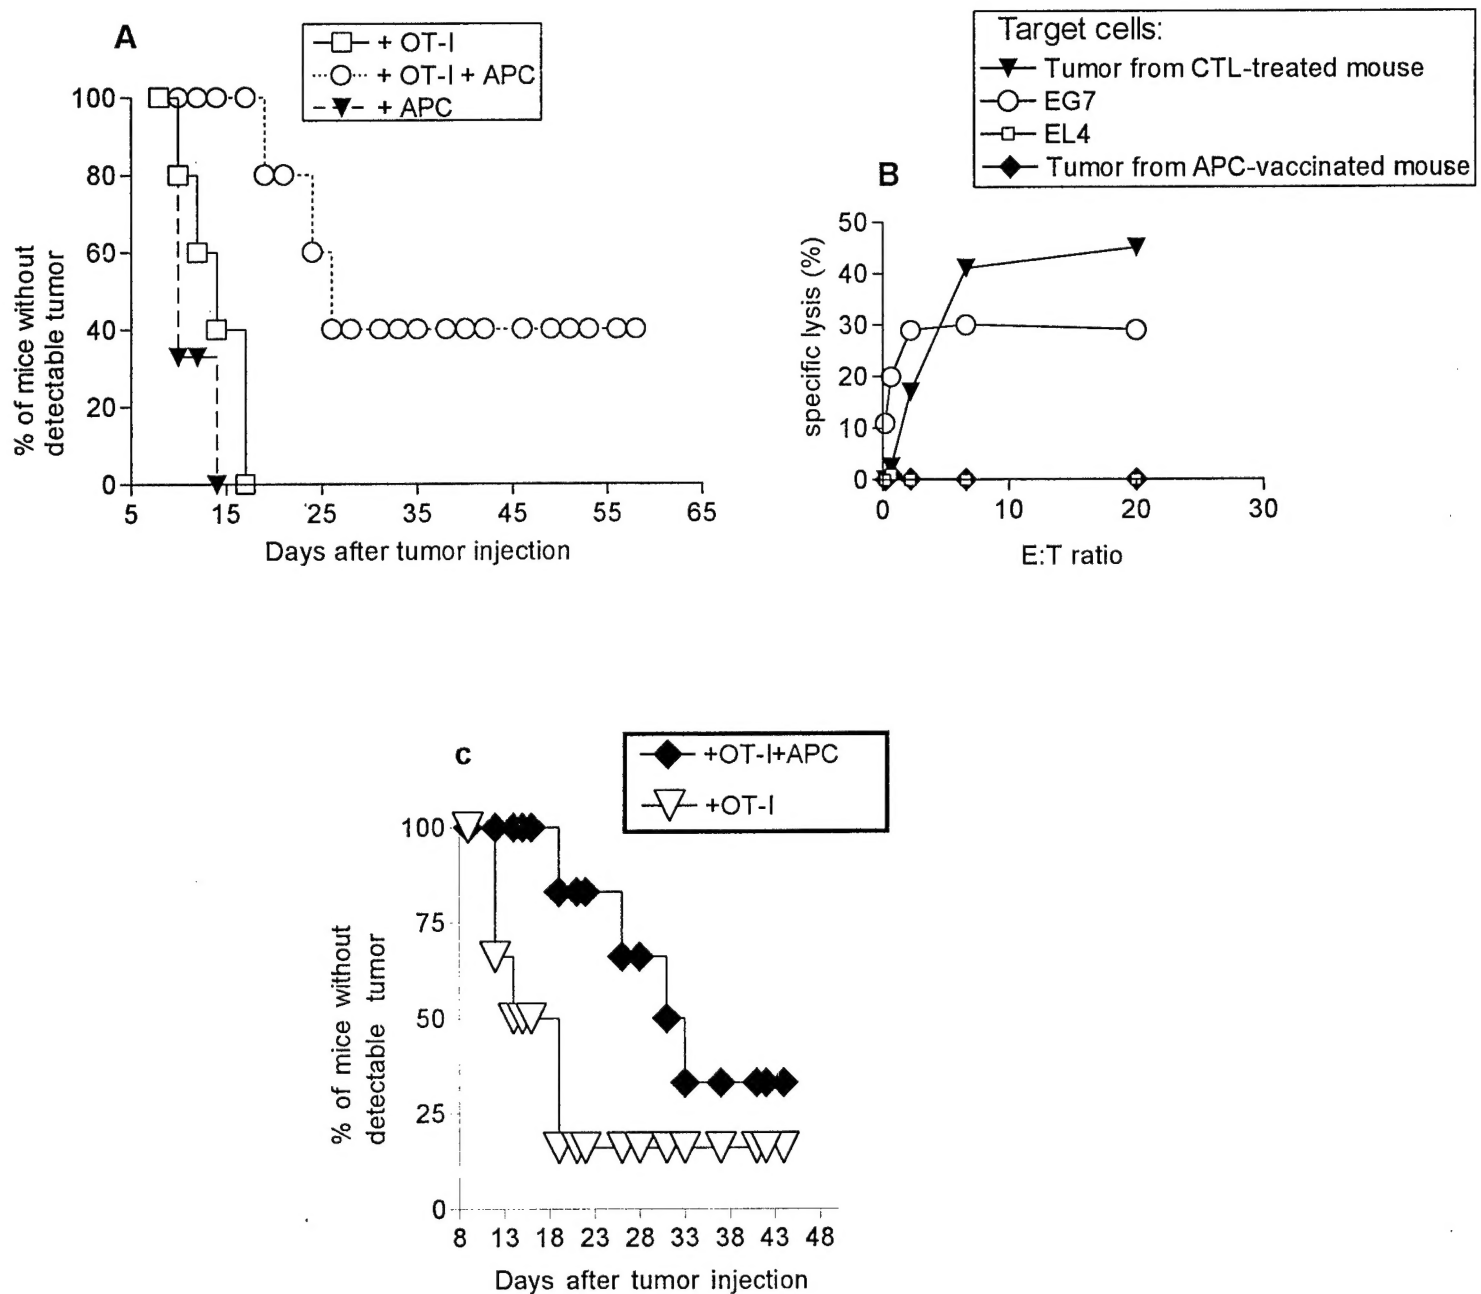 A
+ OT-I
+ OT-I + APC
+ APC
% of mice without
detectable tumor
100
80
60
40
20
0
5 15 25 35 45 55 65
Days after tumor injection
Target cells:
Tumor from CTL-treated mouse
EG7
EL4
Tumor from APC-vaccinated mouse
B
specific lysis (%)
50
40
30
20
10
0
0 10 20 30
E:T ratio
c
+OT-I+APC
+OT-I
% of mice without
detectable tumor
100
75
50
25
0
8 13 18 23 28 33 38 43 48
Days after tumor injection